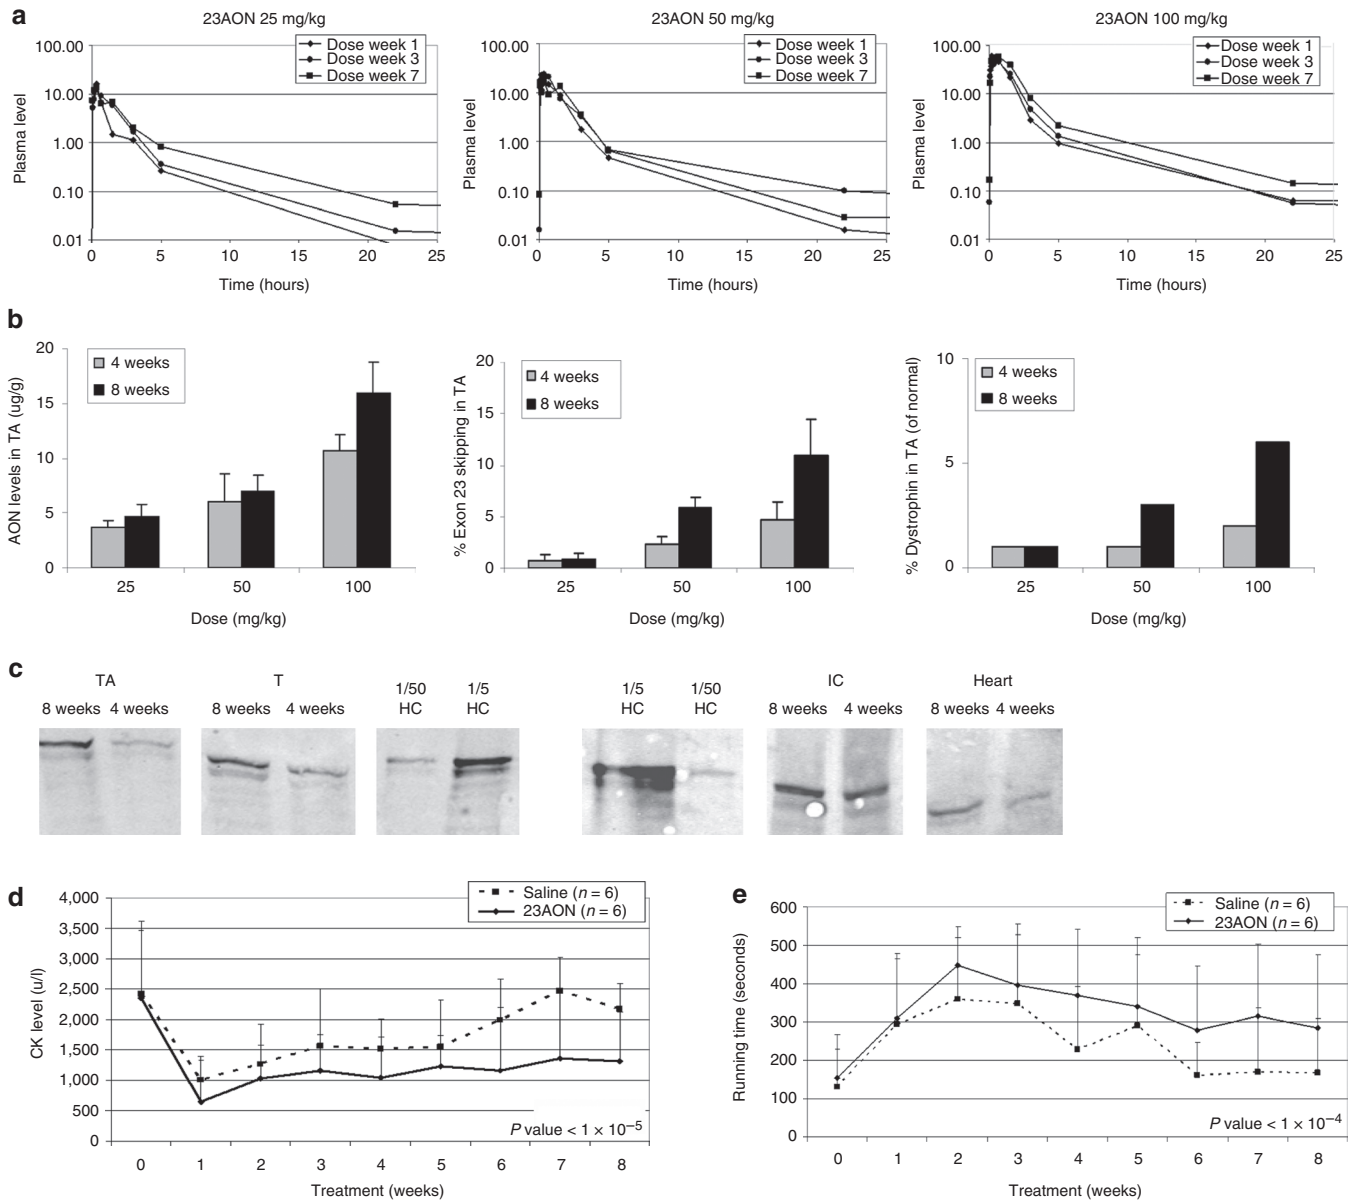 a
23AON 25 mg/kg
Plasma level
100.00
10.00
1.00
0.10
0.01
Dose week 1
Dose week 3
Dose week 7
0 5 10 15 20 25
Time (hours)
23AON 50 mg/kg
Plasma level
100.00
10.00
1.00
0.10
0.01
Dose week 1
Dose week 3
Dose week 7
0 5 10 15 20 25
Time (hours)
23AON 100 mg/kg
Plasma level
100.00
10.00
1.00
0.10
0.01
Dose week 1
Dose week 3
Dose week 7
0 5 10 15 20 25
Time (hours)
b
AON levels in TA (ug/g)
20
15
10
5
0
4 weeks
8 weeks
25 50 100
Dose (mg/kg)
% Exon 23 skipping in TA
20
15
10
5
0
4 weeks
8 weeks
25 50 100
Dose (mg/kg)
% Dystrophin in TA (of normal)
10
5
0
4 weeks
8 weeks
25 50 100
Dose (mg/kg)
c
TA
8 weeks 4 weeks
T
8 weeks 4 weeks
1/50 1/5
HC HC
1/5 1/50
HC HC
IC
8 weeks 4 weeks
Heart
8 weeks 4 weeks
d
CK level (u/l)
4,000
3,500
3,000
2,500
2,000
1,500
1,000
500
0
Saline (n = 6)
23AON (n = 6)
P value < 1 × 10⁻⁵
0 1 2 3 4 5 6 7 8
Treatment (weeks)
e
Running time (seconds)
600
500
400
300
200
100
0
Saline (n = 6)
23AON (n = 6)
P value < 1 × 10⁻⁴
0 1 2 3 4 5 6 7 8
Treatment (weeks)